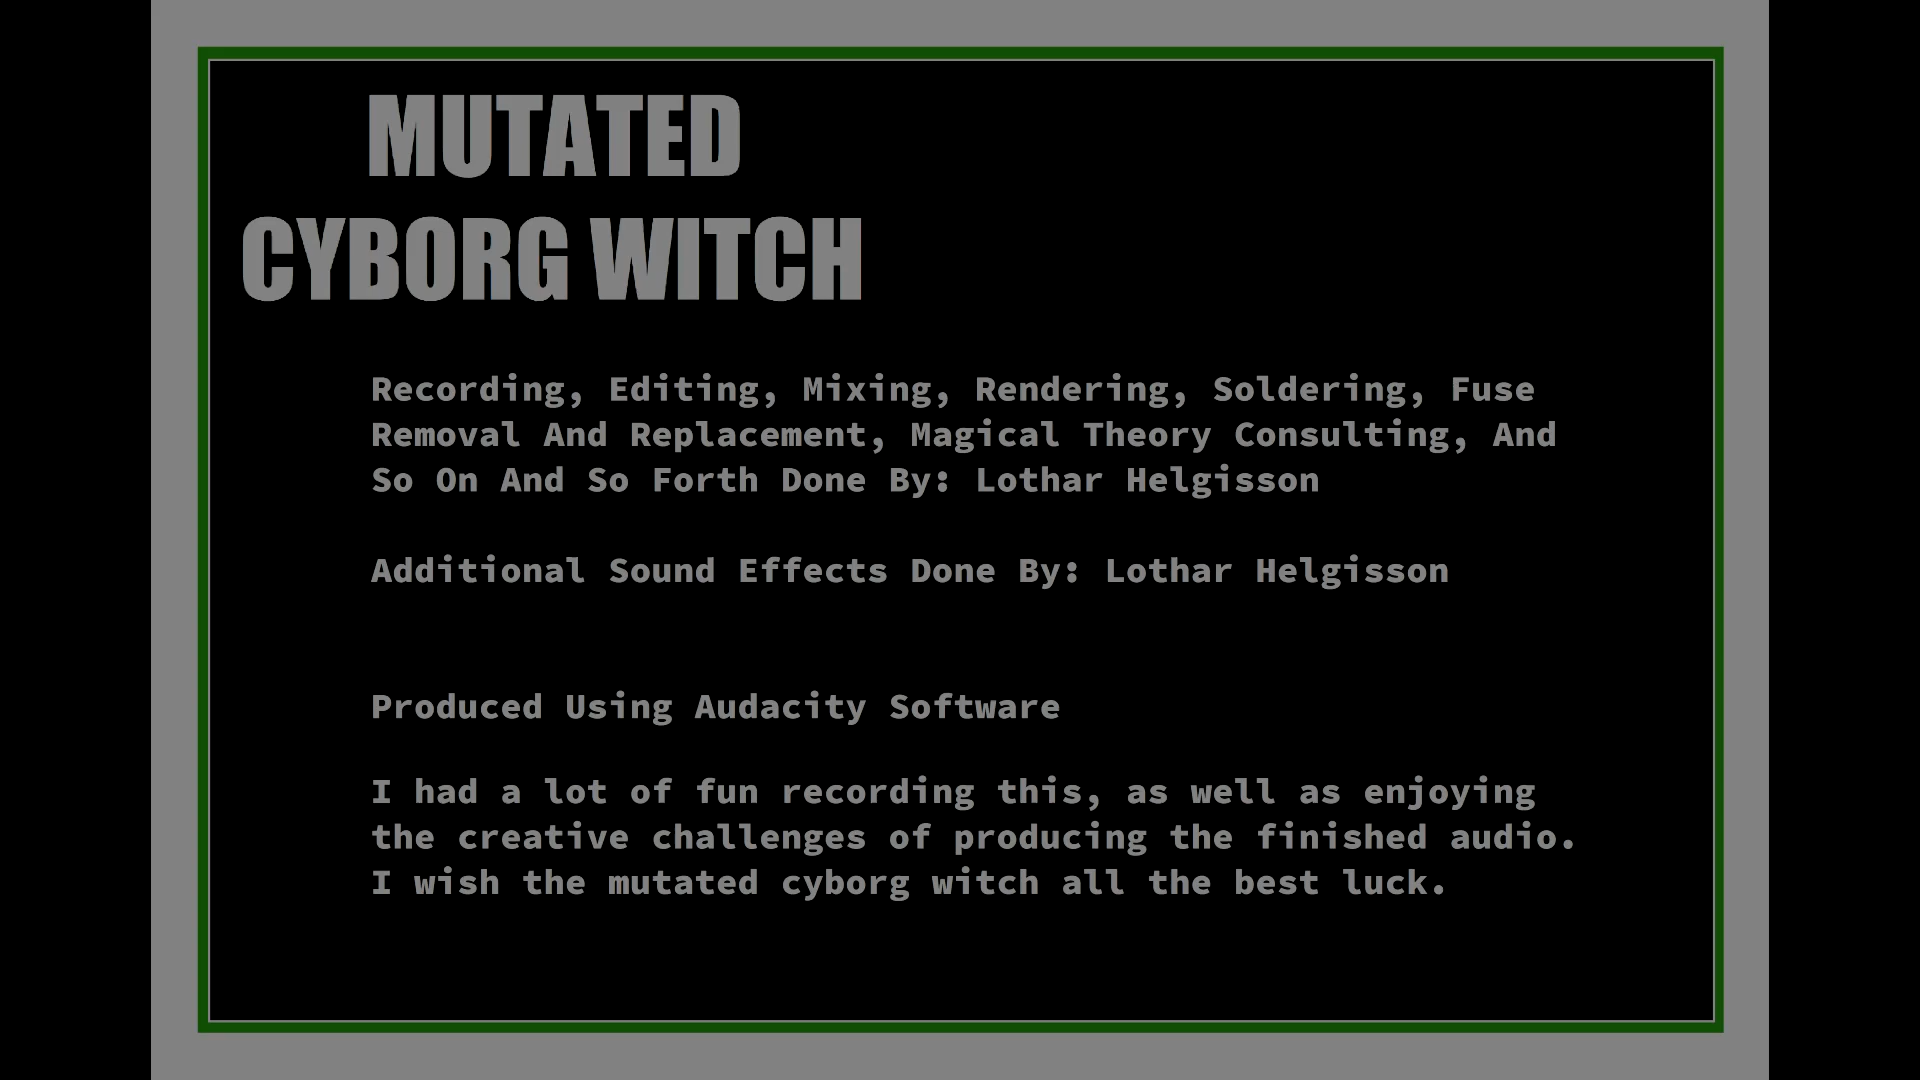 MUTATED
CYBORG WITCH
Recording, Editing, Mixing, Rendering, Soldering, Fuse
Removal And Replacement, Magical Theory Consulting, And
So On And So Forth Done By: Lothar Helgisson
Additional Sound Effects Done By: Lothar Helgisson
Produced Using Audacity Software
I had a lot of fun recording this, as well as enjoying
the creative challenges of producing the finished audio.
I wish the mutated cyborg witch all the best luck.